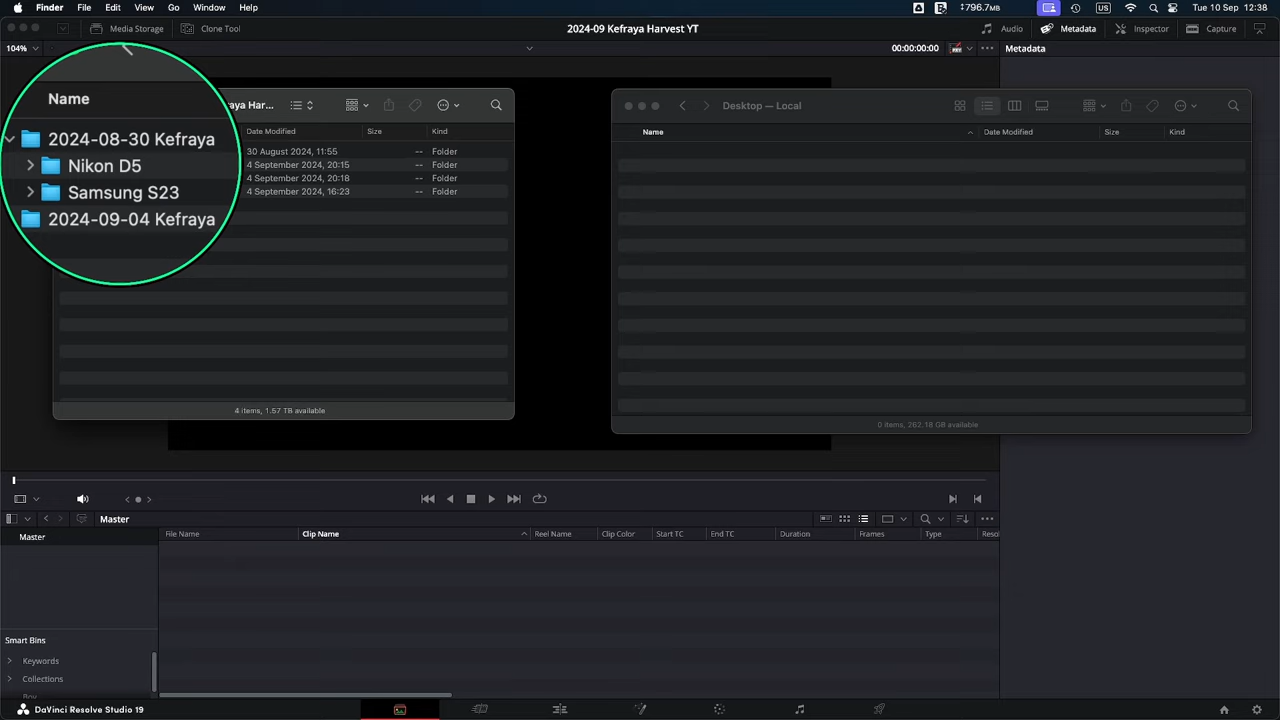 Finder File Edit View Go Window Help 796.7MB US Tue 10 Sep 12:38
Media Storage Clone Tool 2024-09 Kefraya Harvest YT Audio Metadata Inspector Capture
104% 00:00:00:00 Metadata
Name
raya Har...
Date Modified Size Kind
2024-08-30 Kefraya 30 August 2024, 11:55 -- Folder
Nikon D5 4 September 2024, 20:15 -- Folder
Samsung S23 4 September 2024, 20:18 -- Folder
2024-09-04 Kefraya 4 September 2024, 16:23 -- Folder
4 items, 1.57 TB available
Desktop — Local
Name Date Modified Size Kind
0 items, 262.18 GB available
Master
File Name Clip Name Reel Name Clip Color Start TC End TC Duration Frames Type Reso
Master
Smart Bins
Keywords
Collections
DaVinci Resolve Studio 19